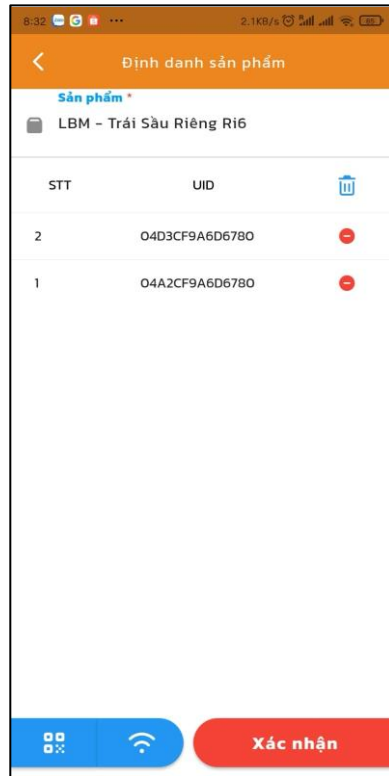 8:32 2.1KB/s 85
Định danh sản phẩm
Sản phẩm *
LBM - Trái Sầu Riêng Ri6
STT UID
2 04D3CF9A6D6780
1 04A2CF9A6D6780
Xác nhận